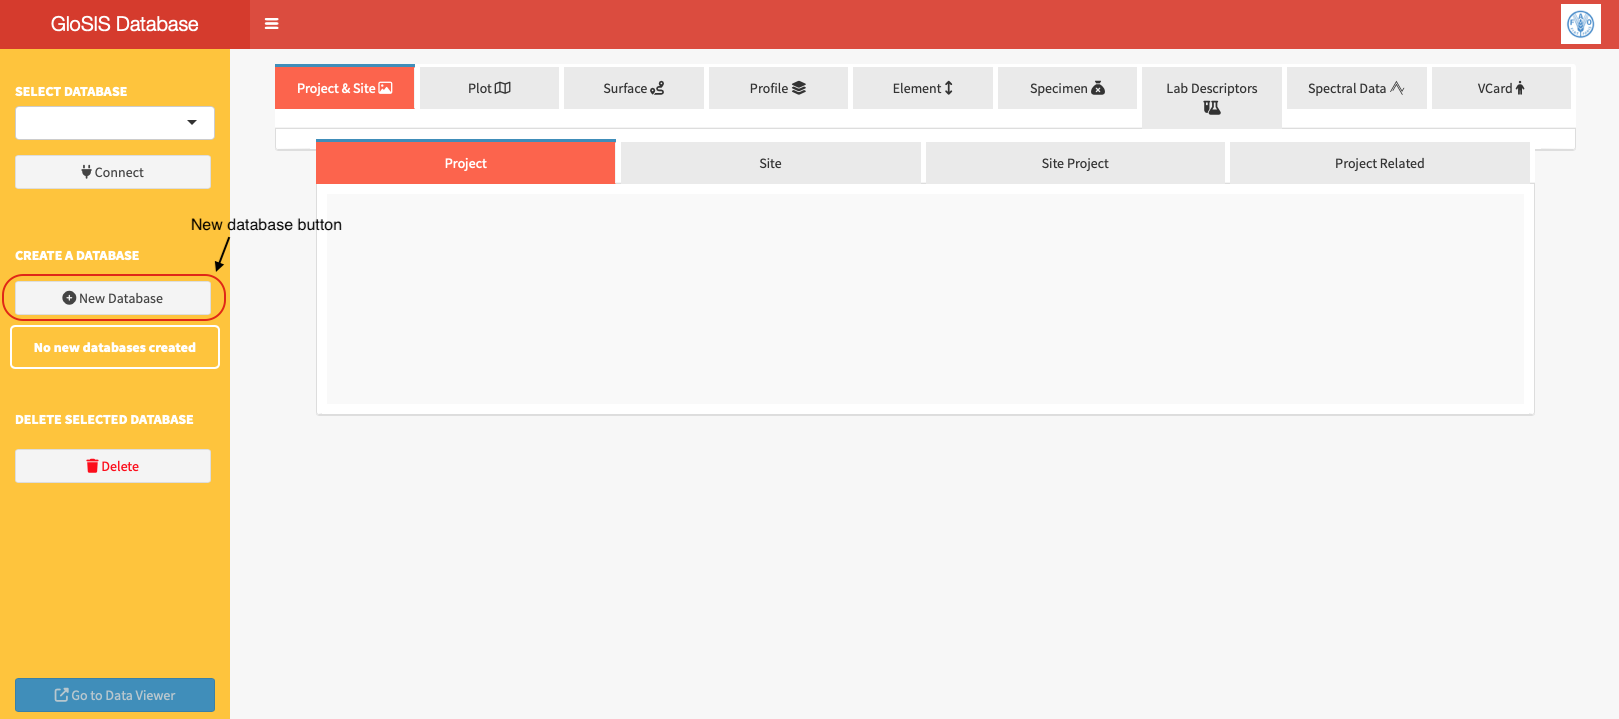 GloSIS Database
FAO
Project & Site
Plot
Surface
Profile
Element
Specimen
Lab Descriptors
Spectral Data
VCard
Project
Site
Site Project
Project Related
SELECT DATABASE
Connect
New database button
CREATE A DATABASE
New Database
No new databases created
DELETE SELECTED DATABASE
Delete
Go to Data Viewer